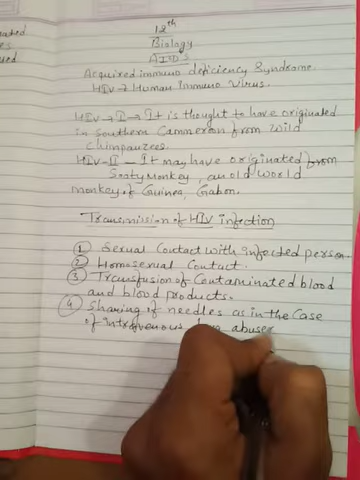 12th
Biology
AIDS
Acquired immuno deficiency Syndrome.
HIV → Human Immuno Virus.
HIV → I → It is thought to have originated
in Southern Cammeron from wild
Chimpanzees.
HIV-II — It may have originated from
Sooty Monkey, an old world
monkey of Guinea, Gabon.
Transmission of HIV infection
① Sexual Contact with infected person.
② Homosexual Contact.
③ Transfusion of Contaminated blood
and blood products.
④ Sharing of needles as in the Case
of intravenous drug abuser